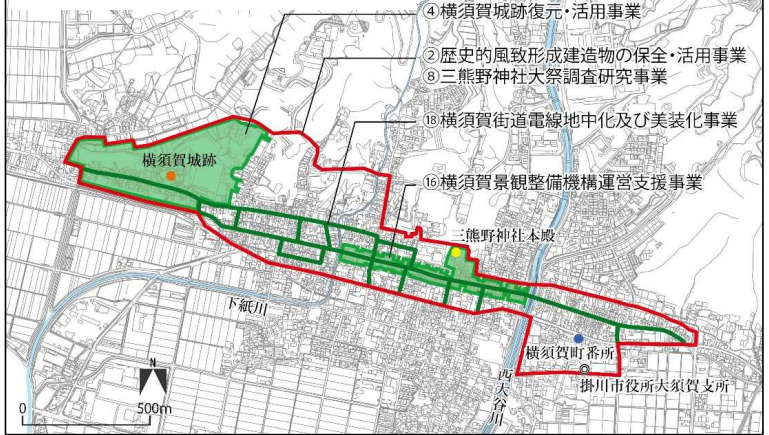 ④横須賀城跡復元・活用事業
②歴史的風致形成建造物の保全・活用事業
⑧三熊野神社大祭調査研究事業
⑱横須賀街道電線地中化及び美装化事業
横須賀城跡
⑯横須賀景観整備機構運営支援事業
三熊野神社本殿
下紙川
横須賀町番所
掛川市役所大須賀支所
西大谷川
N
0 500m